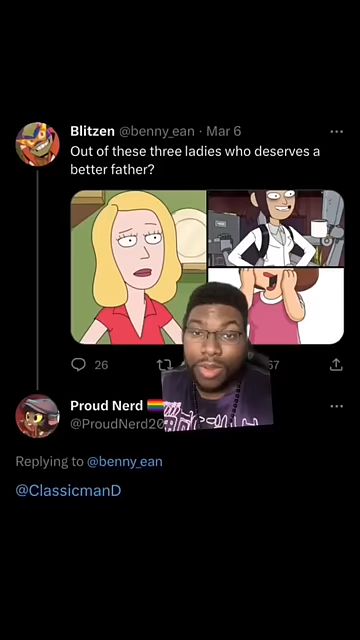 Blitzen @benny_ean · Mar 6
Out of these three ladies who deserves a
better father?
26
57
Proud Nerd
@ProudNerd20
Replying to @benny_ean
@ClassicmanD